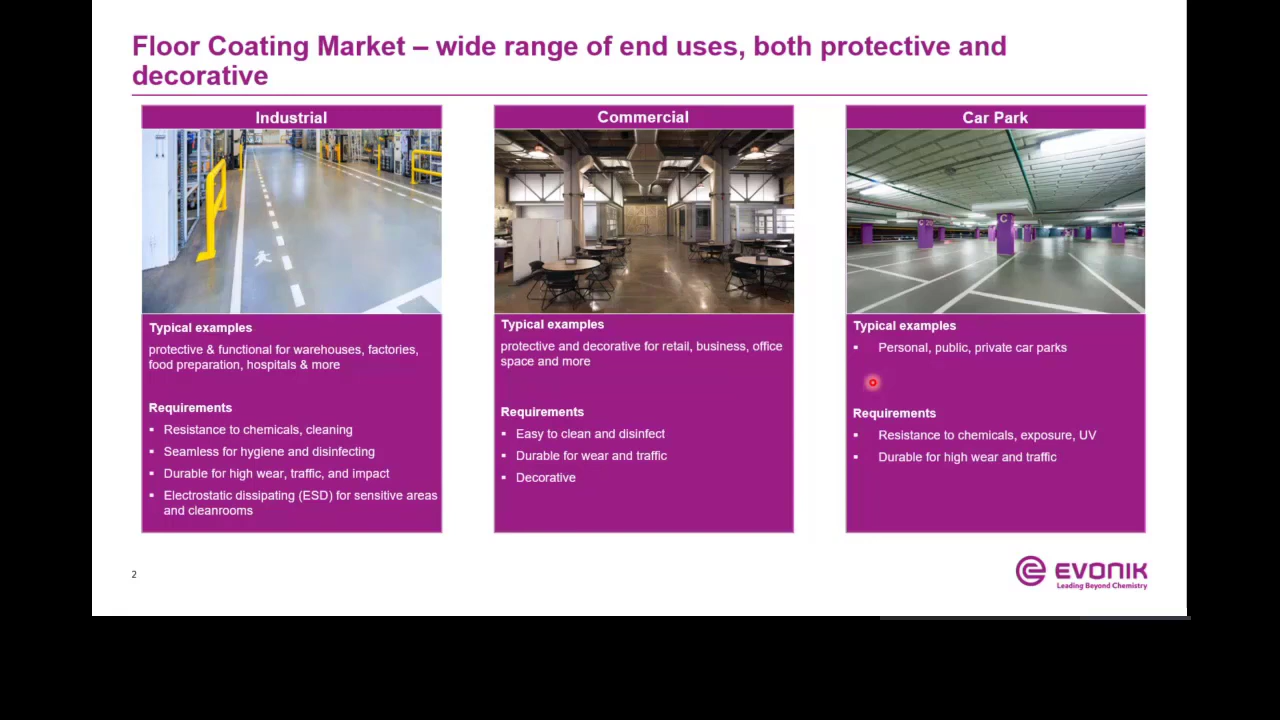 Floor Coating Market – wide range of end uses, both protective and
decorative
Industrial
Typical examples
protective & functional for warehouses, factories,
food preparation, hospitals & more
Requirements
▪ Resistance to chemicals, cleaning
▪ Seamless for hygiene and disinfecting
▪ Durable for high wear, traffic, and impact
▪ Electrostatic dissipating (ESD) for sensitive areas
and cleanrooms
Commercial
Typical examples
protective and decorative for retail, business, office
space and more
Requirements
▪ Easy to clean and disinfect
▪ Durable for wear and traffic
▪ Decorative
Car Park
C
Typical examples
▪ Personal, public, private car parks
Requirements
▪ Resistance to chemicals, exposure, UV
▪ Durable for high wear and traffic
2
EVONIK
Leading Beyond Chemistry